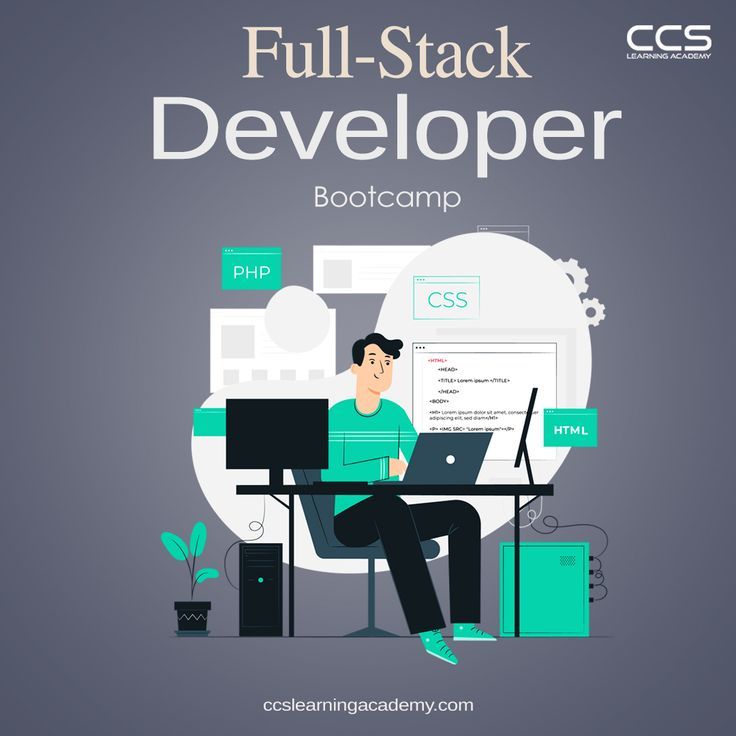 Full-Stack
CCS
LEARNING ACADEMY
Developer
Bootcamp
PHP
CSS
<HTML>
<HEAD>
<TITLE> Lorem ipsum </TITLE>
</HEAD>
<BODY>
<H1> Lorem ipsum dolor sit amet, consectetuer
adipiscing elit, sed diam</H1>
<P> <IMG SRC= "Lorem ipsum"></P>
HTML
ccslearningacademy.com